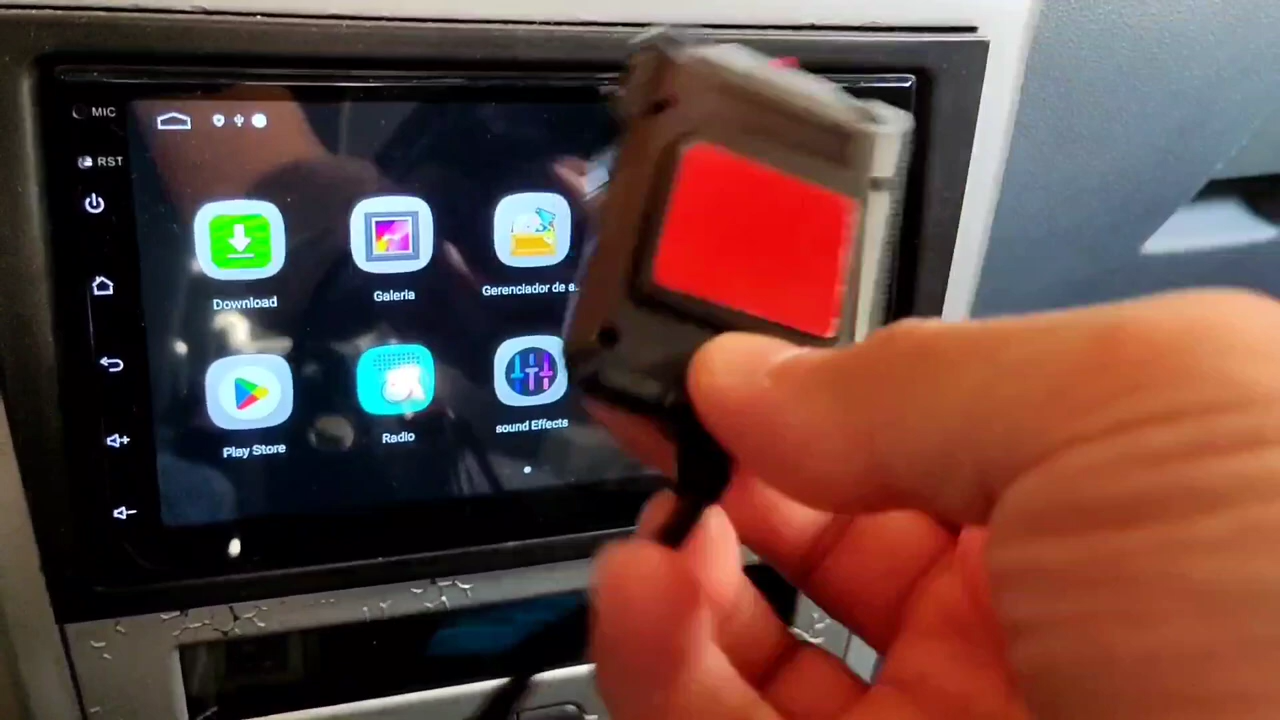 MIC
RST
Download
Galeria
Gerenciador de a..
Play Store
Radio
sound Effects